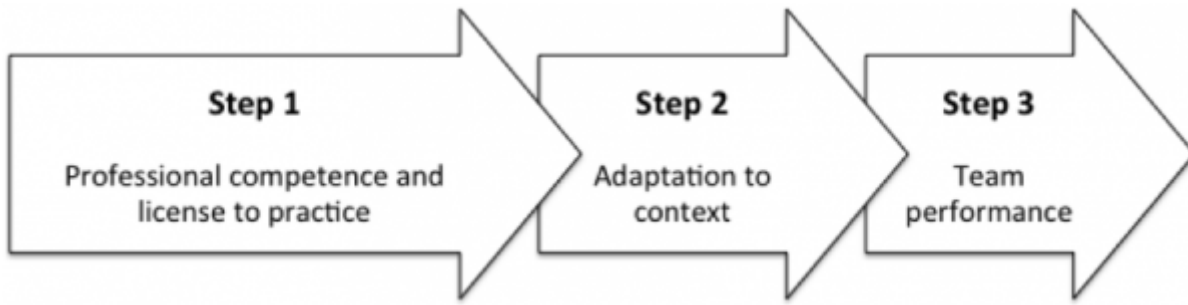 Step 1
Professional competence and
license to practice
Step 2
Adaptation to
context
Step 3
Team
performance